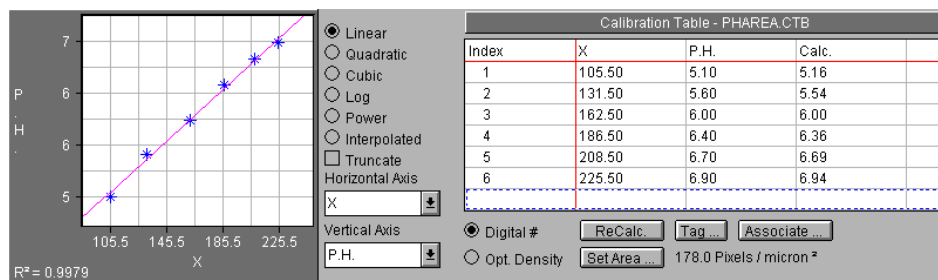 7
6
6
5
P
.
H
.
105.5 145.5 185.5 225.5
X
R² = 0.9979
Linear
Quadratic
Cubic
Log
Power
Interpolated
Truncate
Horizontal Axis
X
Vertical Axis
P.H.
Calibration Table - PHAREA.CTB
Index X P.H. Calc.
1 105.50 5.10 5.16
2 131.50 5.60 5.54
3 162.50 6.00 6.00
4 186.50 6.40 6.36
5 208.50 6.70 6.69
6 225.50 6.90 6.94
Digital # ReCalc. Tag ... Associate ...
Opt. Density Set Area ... 178.0 Pixels / micron ²